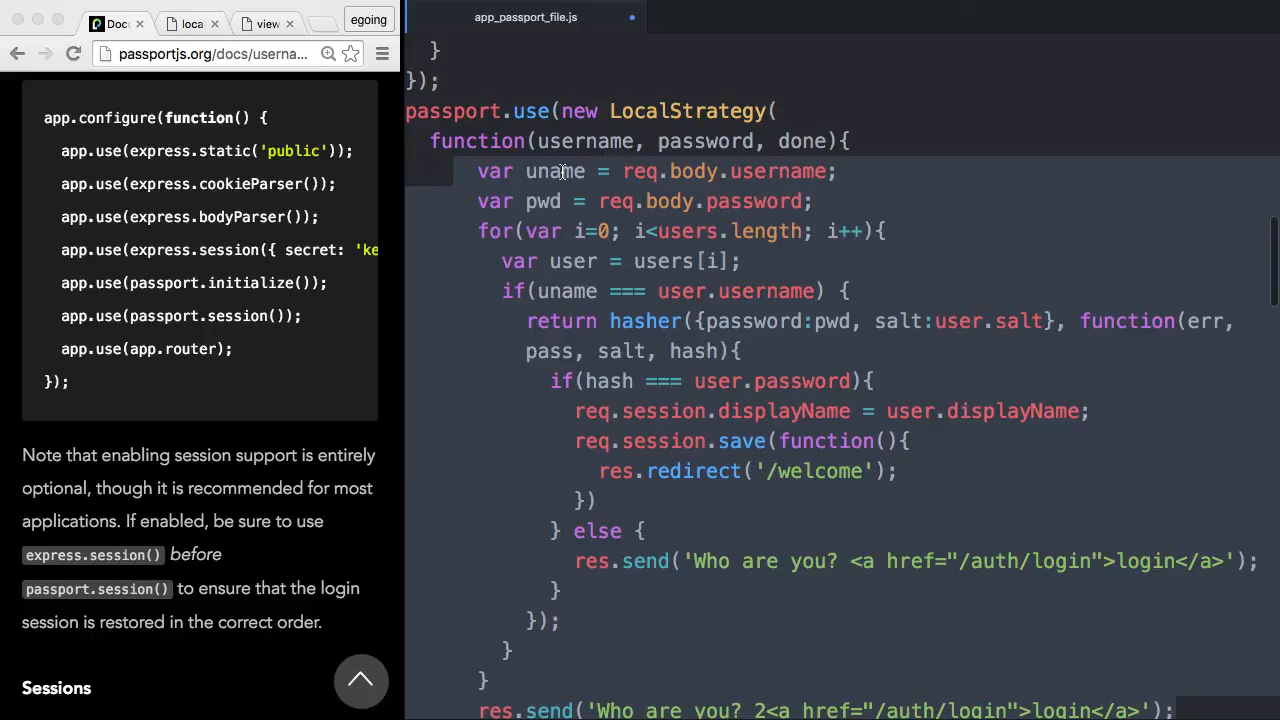 Doc
loca
view
egoing
passportjs.org/docs/userna...
app.configure(function() {
app.use(express.static('public'));
app.use(express.cookieParser());
app.use(express.bodyParser());
app.use(express.session({ secret: 'ke
app.use(passport.initialize());
app.use(passport.session());
app.use(app.router);
});
Note that enabling session support is entirely
optional, though it is recommended for most
applications. If enabled, be sure to use
express.session() before
passport.session() to ensure that the login
session is restored in the correct order.
Sessions
app_passport_file.js
}
});
passport.use(new LocalStrategy(
function(username, password, done){
var uname = req.body.username;
var pwd = req.body.password;
for(var i=0; i<users.length; i++){
var user = users[i];
if(uname === user.username) {
return hasher({password:pwd, salt:user.salt}, function(err,
pass, salt, hash){
if(hash === user.password){
req.session.displayName = user.displayName;
req.session.save(function(){
res.redirect('/welcome');
})
} else {
res.send('Who are you? <a href="/auth/login">login</a>');
}
});
}
}
res.send('Who are you? 2<a href="/auth/login">login</a>');